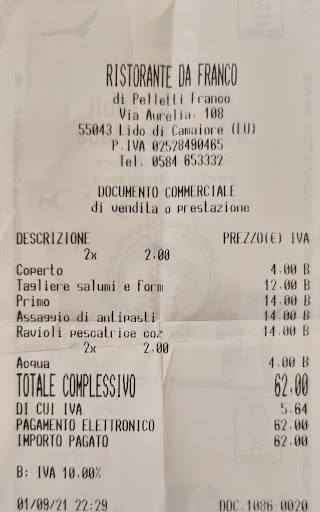 RISTORANTE DA FRANCO
di Pelletti Franco
Via Aurelia, 108
55043 Lido di Camaiore (LU)
P.IVA 02528490465
Tel. 0584 653332
DOCUMENTO COMMERCIALE
di vendita o prestazione
DESCRIZIONE PREZZO(€) IVA
2x 2,00
Coperto 4,00 B
Tagliere salumi e form 12,00 B
Primo 14,00 B
Assaggio di antipasti 14,00 B
Ravioli pescatrice coz 14,00 B
2x 2,00
Acqua 4,00 B
TOTALE COMPLESSIVO 62,00
DI CUI IVA 5,64
PAGAMENTO ELETTRONICO 62,00
IMPORTO PAGATO 62,00
B: IVA 10,00%
01/09/21 22:29 DOC.1086-0020